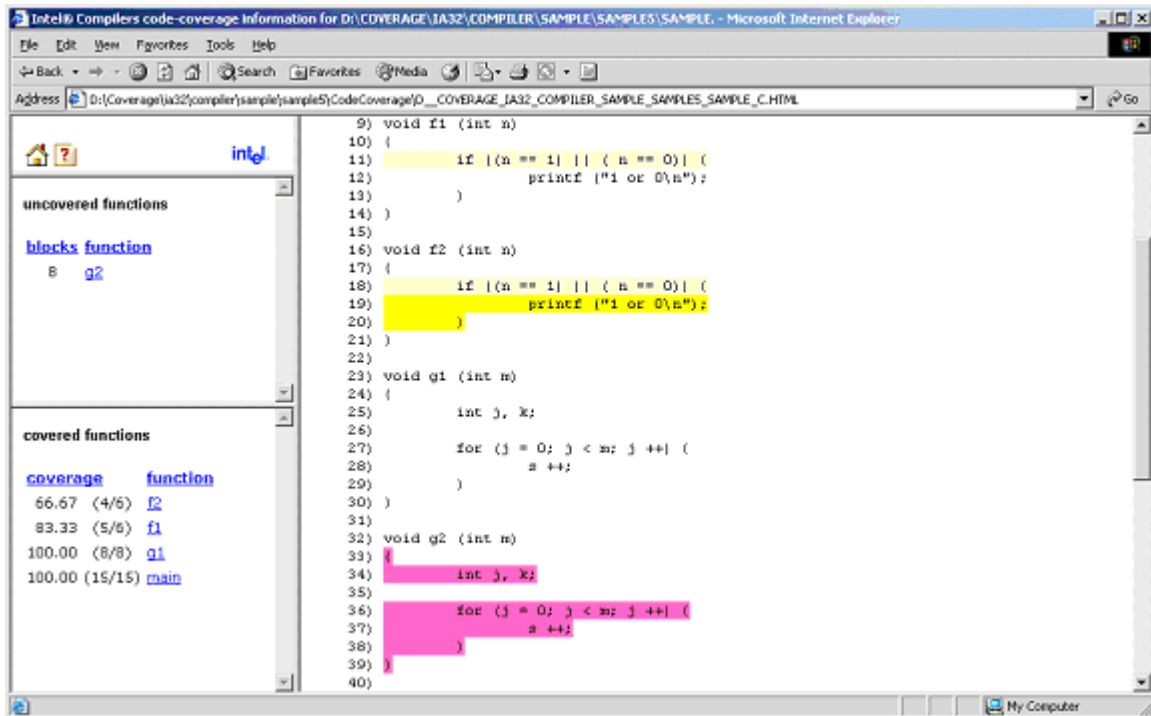 Intel® Compilers code-coverage information for D:\COVERAGE\IA32\COMPILER\SAMPLE\SAMPLE5\SAMPLE. - Microsoft Internet Explorer
File Edit View Favorites Tools Help
Back Search Favorites Media
Address D:\Coverage\ia32\compiler\sample\sample5\CodeCoverage\D__COVERAGE_IA32_COMPILER_SAMPLE_SAMPLE5_SAMPLE_C.HTML Go
intel.
uncovered functions
blocks function
8 g2
covered functions
coverage function
66.67 (4/6) f2
83.33 (5/6) f1
100.00 (8/8) g1
100.00 (15/15) main
9) void f1 (int n)
10) {
11) if ((n == 1) || ( n == 0)) {
12) printf ("1 or 0\n");
13) }
14) }
15)
16) void f2 (int n)
17) {
18) if ((n == 1) || ( n == 0)) {
19) printf ("1 or 0\n");
20) }
21) }
22)
23) void g1 (int m)
24) {
25) int j, k;
26)
27) for (j = 0; j < m; j ++) {
28) s ++;
29) }
30) }
31)
32) void g2 (int m)
33) {
34) int j, k;
35)
36) for (j = 0; j < m; j ++) {
37) s ++;
38) }
39) }
40)
My Computer